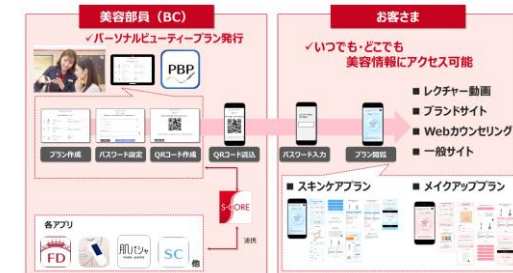 美容部員（BC）
✓パーソナルビューティープラン発行
PBP
プラン作成
パスワード設定
QRコード作成
QRコード読込
S-CORE
連携
各アプリ
FD
肌パシャ
SC
他
お客さま
✓いつでも・どこでも
美容情報にアクセス可能
パスワード入力
プラン閲覧
■ レクチャー動画
■ ブランドサイト
■ Webカウンセリング
■ 一般サイト
■ スキンケアプラン
■ メイクアッププラン